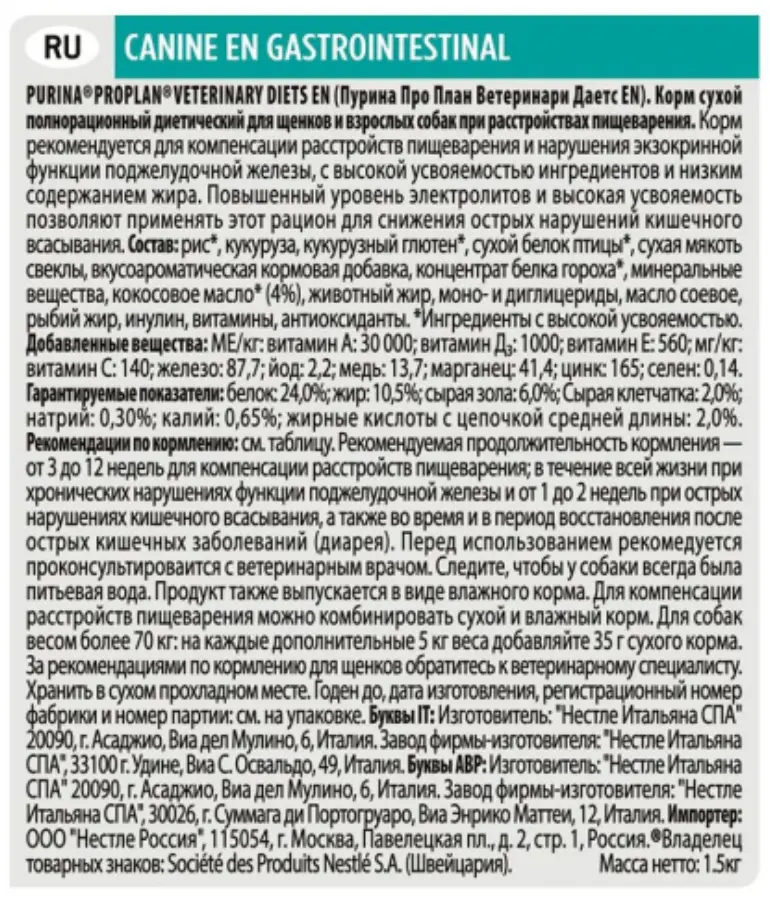 RU CANINE EN GASTROINTESTINAL
PURINA®PROPLAN®VETERINARY DIETS EN (Пурина Про План Ветеринари Даетс EN). Корм сухой
полнорационный диетический для щенков и взрослых собак при расстройствах пищеварения. Корм
рекомендуется для компенсации расстройств пищеварения и нарушения экзокринной
функции поджелудочной железы, с высокой усвояемостью ингредиентов и низким
содержанием жира. Повышенный уровень электролитов и высокая усвояемость
позволяют применять этот рацион для снижения острых нарушений кишечного
всасывания. Состав: рис*, кукуруза, кукурузный глютен*, сухой белок птицы*, сухая мякоть
свеклы, вкусоароматическая кормовая добавка, концентрат белка гороха*, минеральные
вещества, кокосовое масло* (4%), животный жир, моно- и диглицериды, масло соевое,
рыбий жир, инулин, витамины, антиоксиданты. *Ингредиенты с высокой усвояемостью.
Добавленные вещества: МЕ/кг: витамин А: 30 000; витамин Д₃: 1000; витамин Е: 560; мг/кг:
витамин С: 140; железо: 87,7; йод: 2,2; медь: 13,7; марганец: 41,4; цинк: 165; селен: 0,14.
Гарантируемые показатели: белок: 24,0%; жир: 10,5%; сырая зола: 6,0%; Сырая клетчатка: 2,0%;
натрий: 0,30%; калий: 0,65%; жирные кислоты с цепочкой средней длины: 2,0%.
Рекомендации по кормлению: см. таблицу. Рекомендуемая продолжительность кормления —
от 3 до 12 недель для компенсации расстройств пищеварения; в течение всей жизни при
хронических нарушениях функции поджелудочной железы и от 1 до 2 недель при острых
нарушениях кишечного всасывания, а также во время и в период восстановления после
острых кишечных заболеваний (диарея). Перед использованием рекомедуется
проконсультироваится с ветеринарным врачом. Следите, чтобы у собаки всегда была
питьевая вода. Продукт также выпускается в виде влажного корма. Для компенсации
расстройств пищеварения можно комбинировать сухой и влажный корм. Для собак
весом более 70 кг: на каждые дополнительные 5 кг веса добавляйте 35 г сухого корма.
За рекомендациями по кормлению для щенков обратитесь к ветеринарному специалисту.
Хранить в сухом прохладном месте. Годен до, дата изготовления, регистрационный номер
фабрики и номер партии: см. на упаковке. Буквы IT: Изготовитель: "Нестле Итальяна СПА"
20090, г. Асаджио, Виа дел Мулино, 6, Италия. Завод фирмы-изготовителя: "Нестле Итальяна
СПА", 33100 г. Удине, Виа С. Освальдо, 49, Италия. Буквы АВР: Изготовитель: "Нестле Итальяна
СПА" 20090, г. Асаджио, Виа дел Мулино, 6, Италия. Завод фирмы-изготовителя: "Нестле
Итальяна СПА", 30026, г. Суммага ди Портогруаро, Виа Энрико Маттеи, 12, Италия. Импортер:
ООО "Нестле Россия", 115054, г. Москва, Павелецкая пл., д. 2, стр. 1, Россия. ®Владелец
товарных знаков: Société des Produits Nestlé S.A. (Швейцария). Масса нетто: 1.5кг